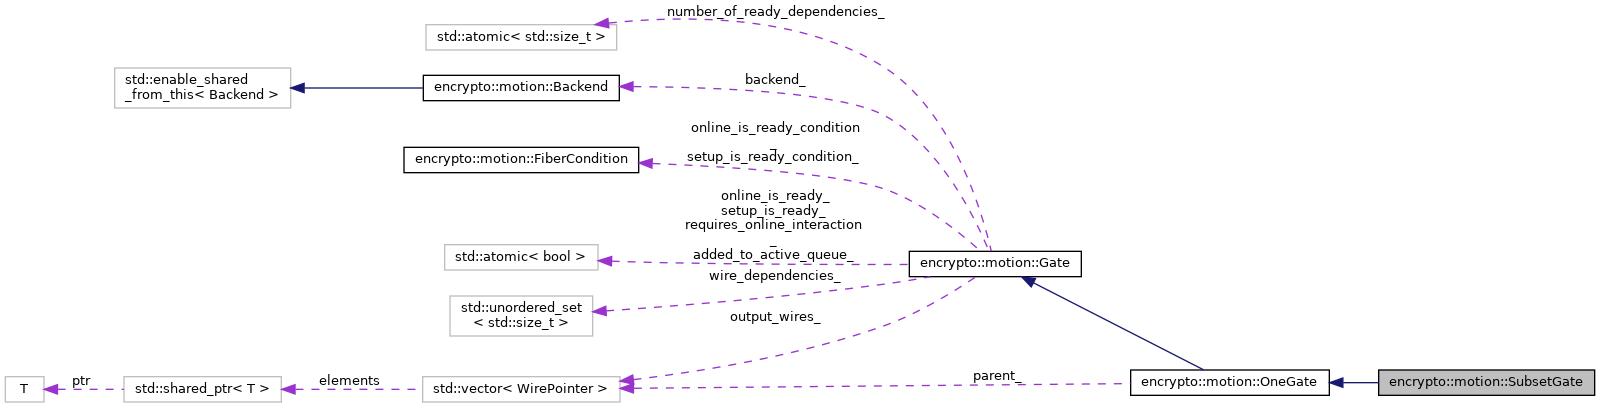 number_of_ready_dependencies_
std::atomic< std::size_t >
std::enable_shared
_from_this< Backend >
encrypto::motion::Backend
backend_
online_is_ready_condition
_
setup_is_ready_condition_
encrypto::motion::FiberCondition
online_is_ready_
setup_is_ready_
requires_online_interaction
_
added_to_active_queue_
std::atomic< bool >
encrypto::motion::Gate
wire_dependencies_
std::unordered_set
< std::size_t >
output_wires_
T
ptr
std::shared_ptr< T >
elements
std::vector< WirePointer >
parent_
encrypto::motion::OneGate
encrypto::motion::SubsetGate